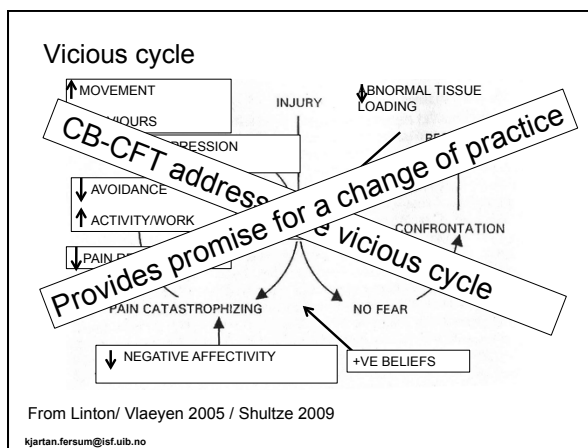 Vicious cycle
MOVEMENT
INJURY
ABNORMAL TISSUE
LOADING
AVOIDANCE
ACTIVITY/WORK
CB-CFT vicious cycle
Provides promise for a change of practice
CONFRONTATION
PAIN
PAIN CATASTROPHIZING
NO FEAR
NEGATIVE AFFECTIVITY
+VE BELIEFS
From Linton/ Vlaeyen 2005 / Shultze 2009
kjartan.fersum@isf.uib.no